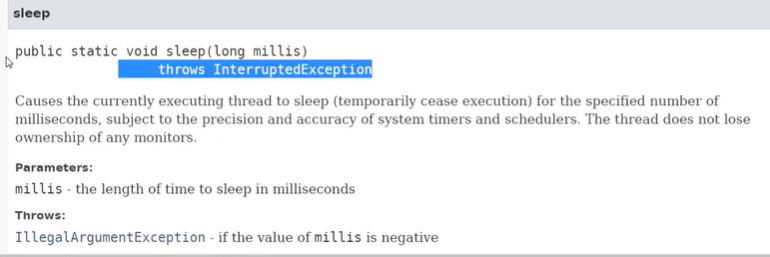 sleep
public static void sleep(long millis)
throws InterruptedException
Causes the currently executing thread to sleep (temporarily cease execution) for the specified number of
milliseconds, subject to the precision and accuracy of system timers and schedulers. The thread does not lose
ownership of any monitors.
Parameters:
millis - the length of time to sleep in milliseconds
Throws:
IllegalArgumentException - if the value of millis is negative